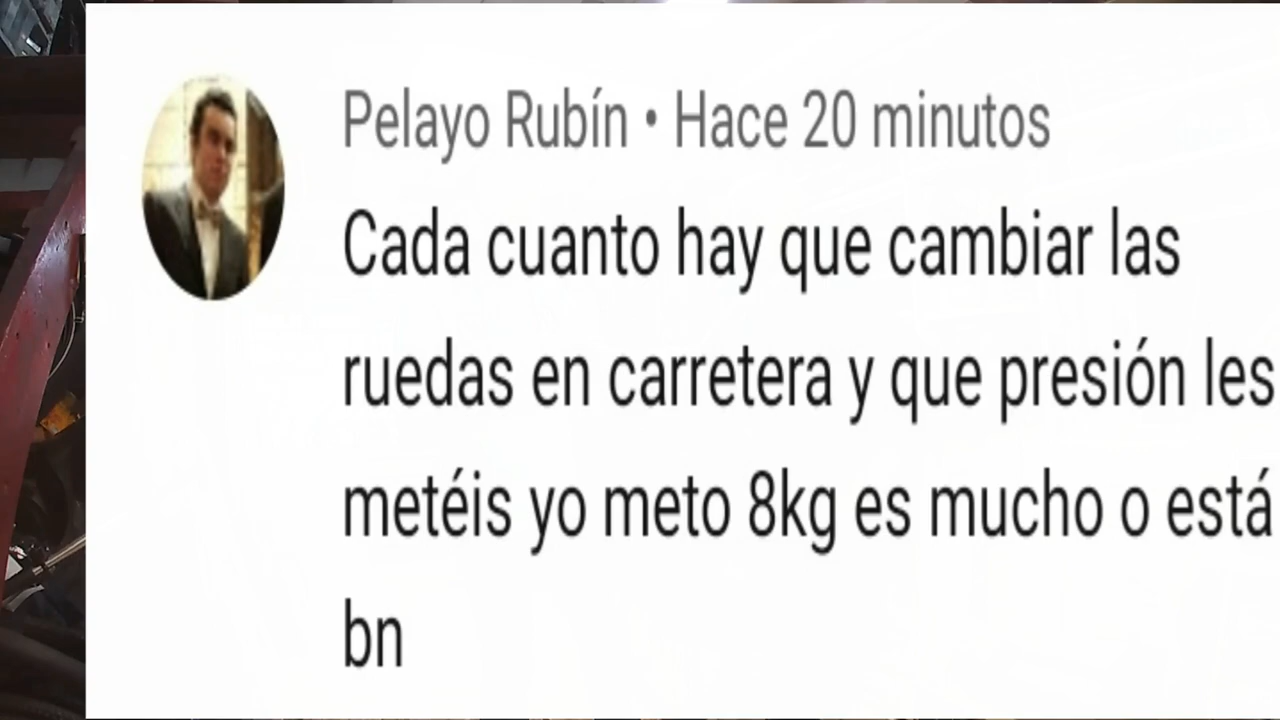 Pelayo Rubín • Hace 20 minutos
Cada cuanto hay que cambiar las
ruedas en carretera y que presión les
metéis yo meto 8kg es mucho o está
bn